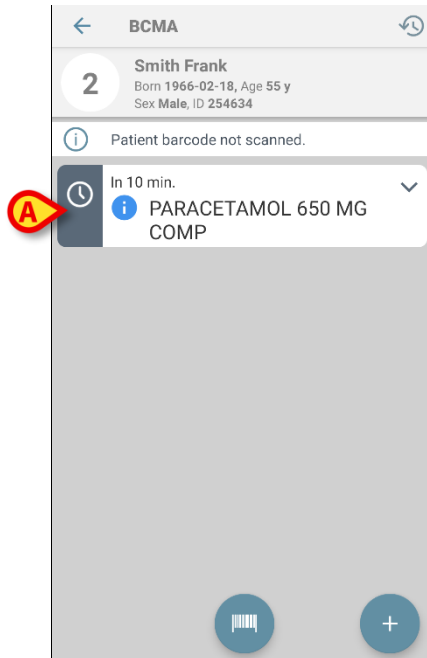 BCMA
2
Smith Frank
Born 1966-02-18, Age 55 y
Sex Male, ID 254634
i Patient barcode not scanned.
In 10 min.
i PARACETAMOL 650 MG
COMP
A
+